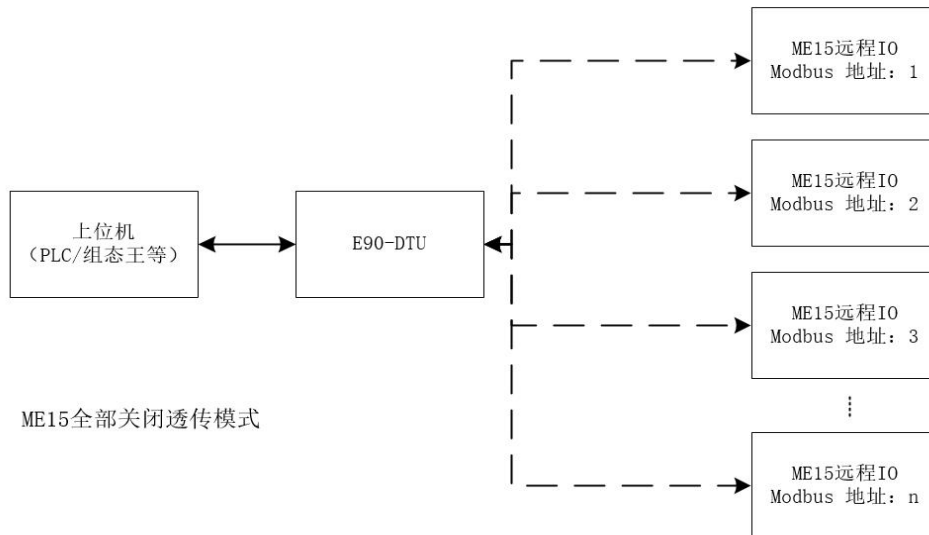 ME15远程IO
Modbus 地址：1
ME15远程IO
Modbus 地址：2
上位机
（PLC/组态王等）
E90-DTU
ME15远程IO
Modbus 地址：3
ME15全部关闭透传模式
ME15远程IO
Modbus 地址：n